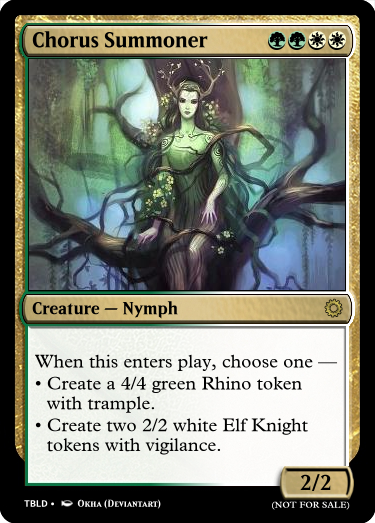 Chorus Summoner
Creature — Nymph
When this enters play, choose one —
• Create a 4/4 green Rhino token
with trample.
• Create two 2/2 white Elf Knight
tokens with vigilance.
2/2
TBLD • Okha (Deviantart)
(NOT FOR SALE)